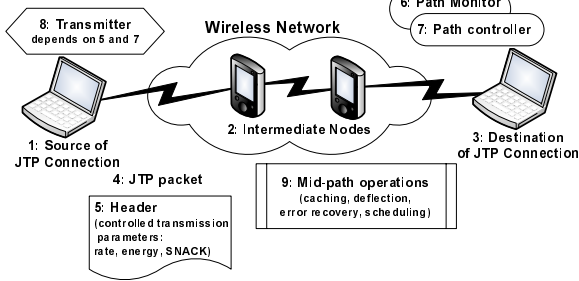 6: Path Monitor
8: Transmitter
depends on 5 and 7
Wireless Network
7: Path controller
2: Intermediate Nodes
1: Source of
JTP Connection
3: Destination
of JTP Connection
4: JTP packet
5: Header
(controlled transmission
parameters:
rate, energy, SNACK)
9: Mid-path operations
(caching, deflection,
error recovery, scheduling)